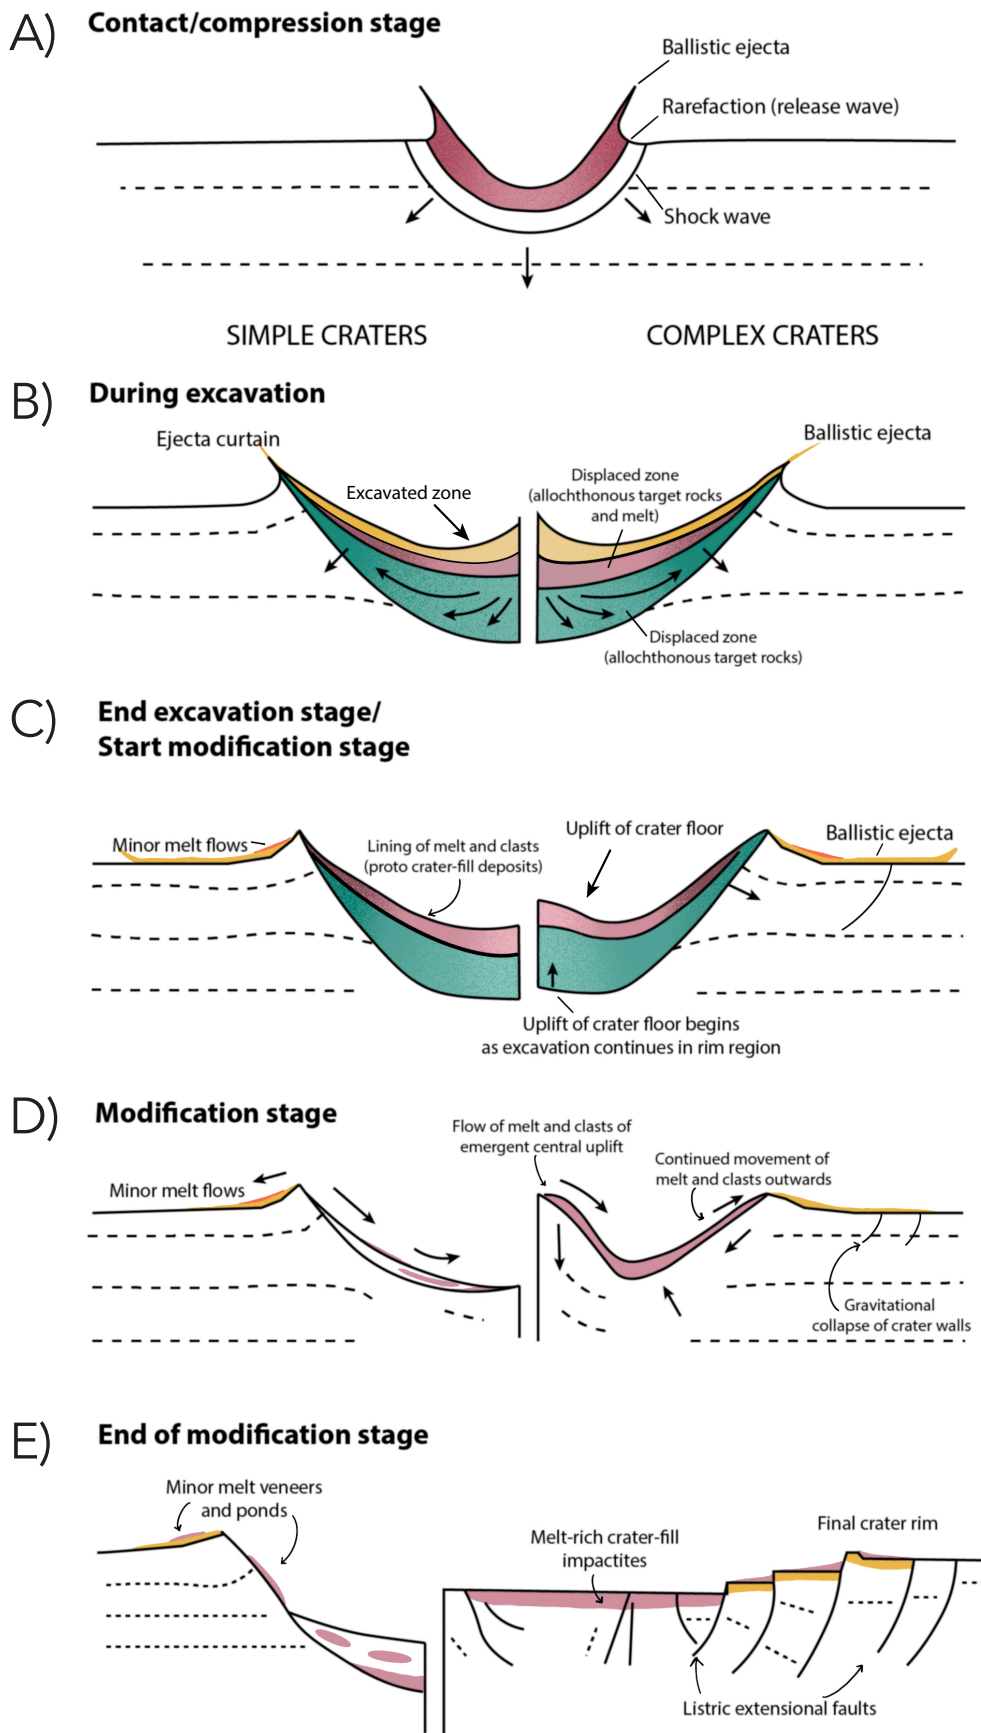 A) Contact/compression stage
Ballistic ejecta
Rarefaction (release wave)
Shock wave
SIMPLE CRATERS
COMPLEX CRATERS
B) During excavation
Ejecta curtain
Ballistic ejecta
Excavated zone
Displaced zone
(allochthonous target rocks
and melt)
Displaced zone
(allochthonous target rocks)
C) End excavation stage/
Start modification stage
Minor melt flows
Lining of melt and clasts
(proto crater-fill deposits)
Uplift of crater floor
Ballistic ejecta
Uplift of crater floor begins
as excavation continues in rim region
D) Modification stage
Flow of melt and clasts of
emergent central uplift
Minor melt flows
Continued movement of
melt and clasts outwards
Gravitational
collapse of crater walls
E) End of modification stage
Minor melt veneers
and ponds
Melt-rich crater-fill
impactites
Final crater rim
Listric extensional faults